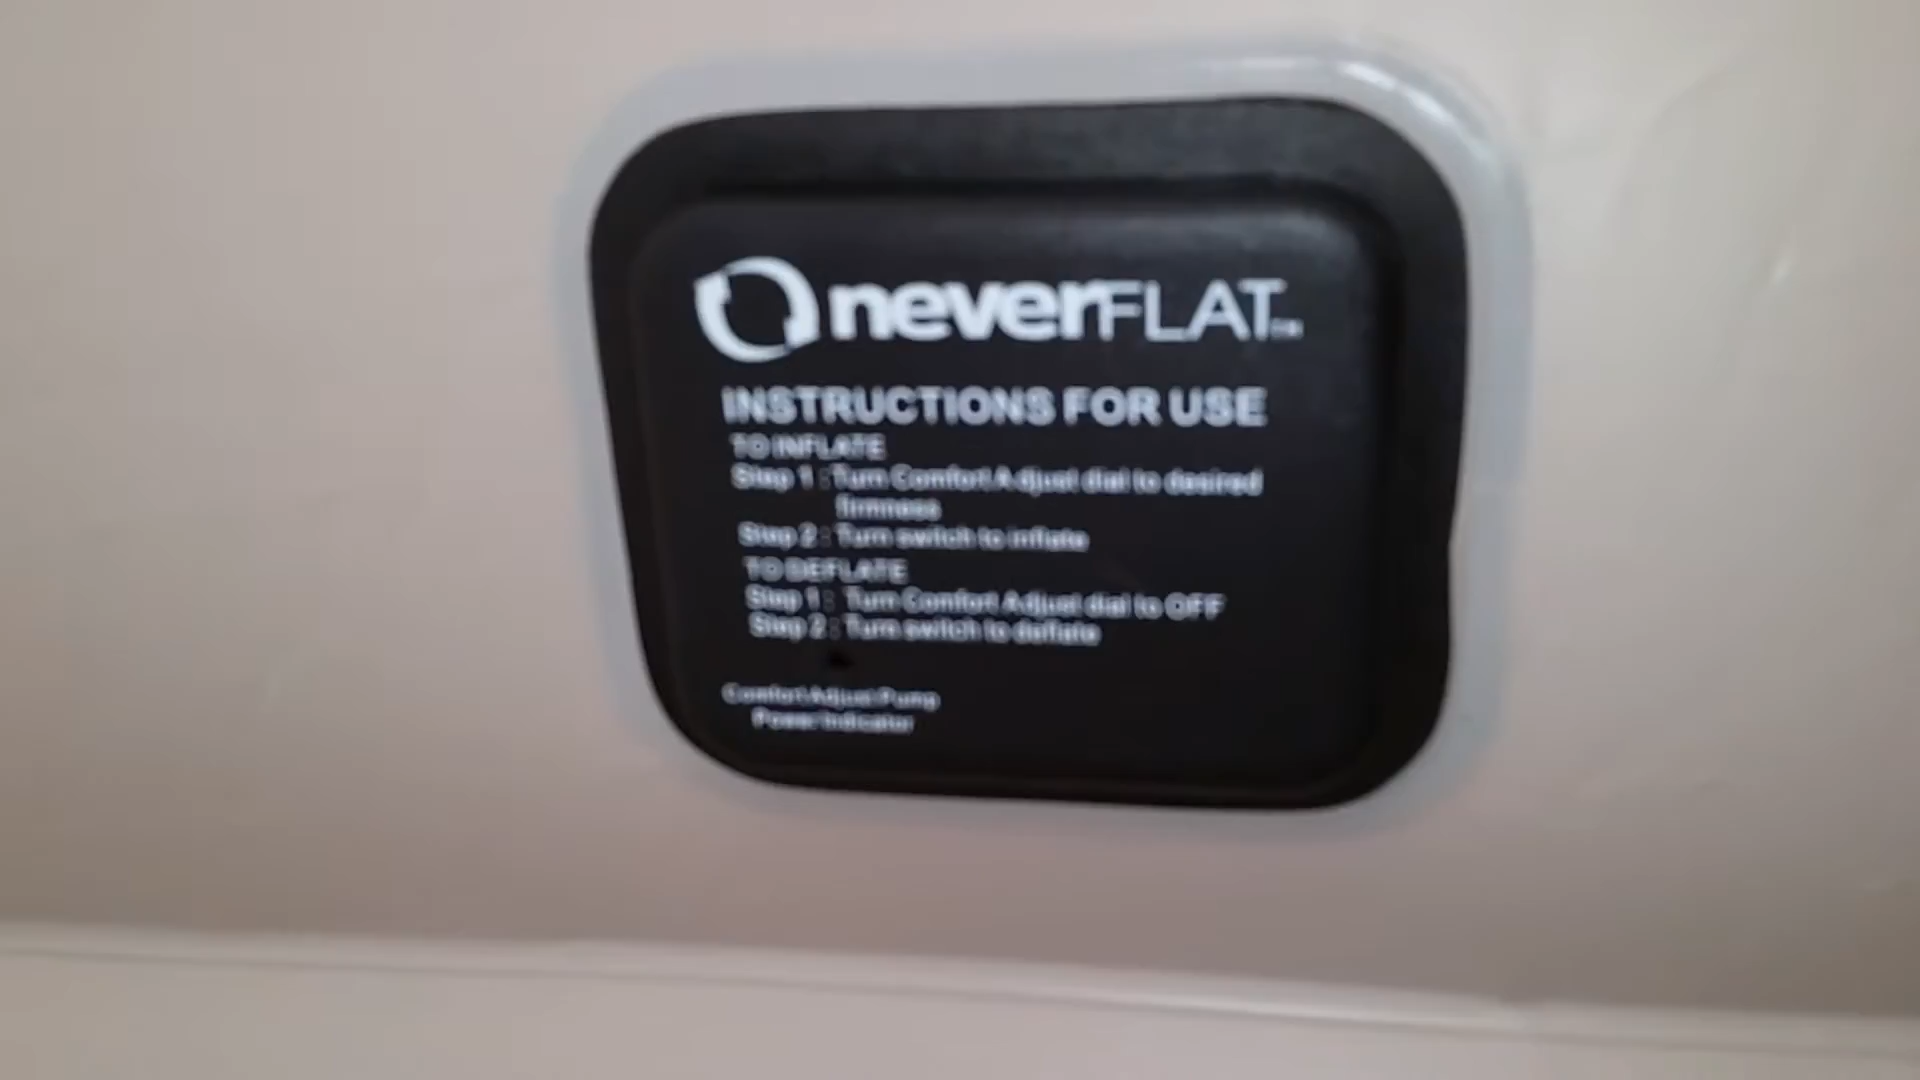 neverFLAT™
INSTRUCTIONS FOR USE
TO INFLATE
Step 1 : Turn Comfort Adjust dial to desired
firmness
Step 2 : Turn switch to inflate
TO DEFLATE
Step 1 : Turn Comfort Adjust dial to OFF
Step 2 : Turn switch to deflate
Comfort Adjust Pump
Power Indicator